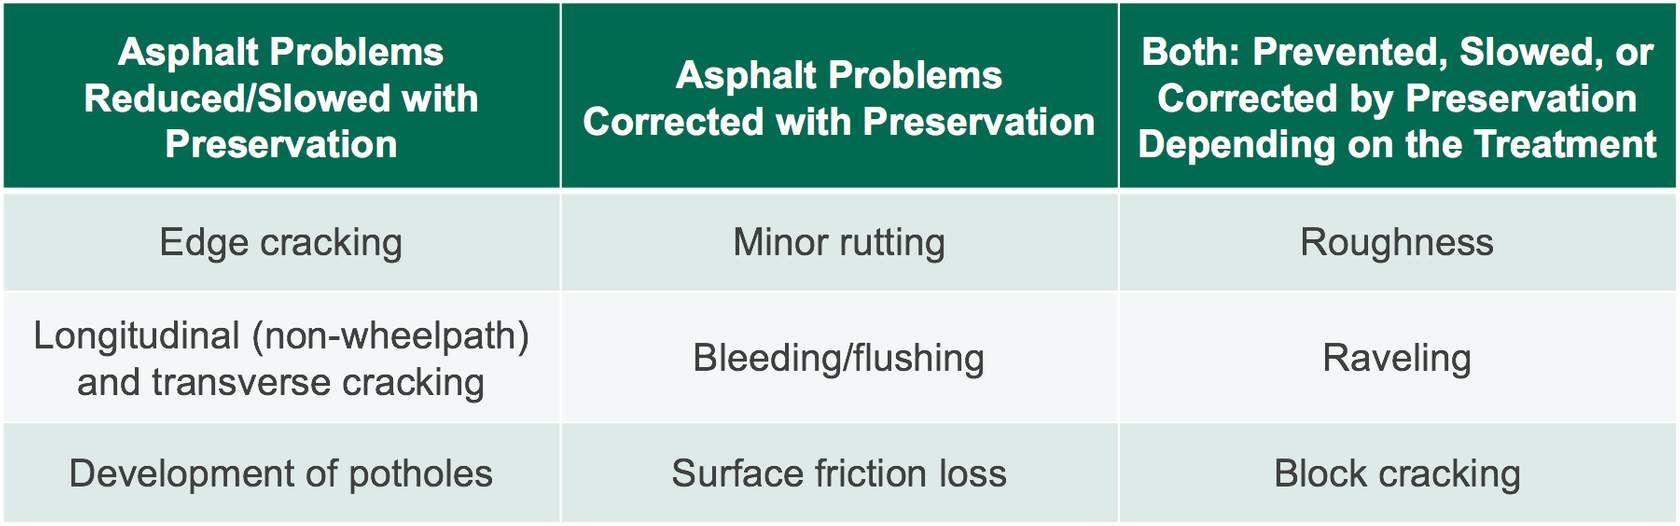 Asphalt Problems
Reduced/Slowed with
Preservation
Asphalt Problems
Corrected with Preservation
Both: Prevented, Slowed, or
Corrected by Preservation
Depending on the Treatment
Edge cracking
Minor rutting
Roughness
Longitudinal (non-wheelpath)
and transverse cracking
Bleeding/flushing
Raveling
Development of potholes
Surface friction loss
Block cracking